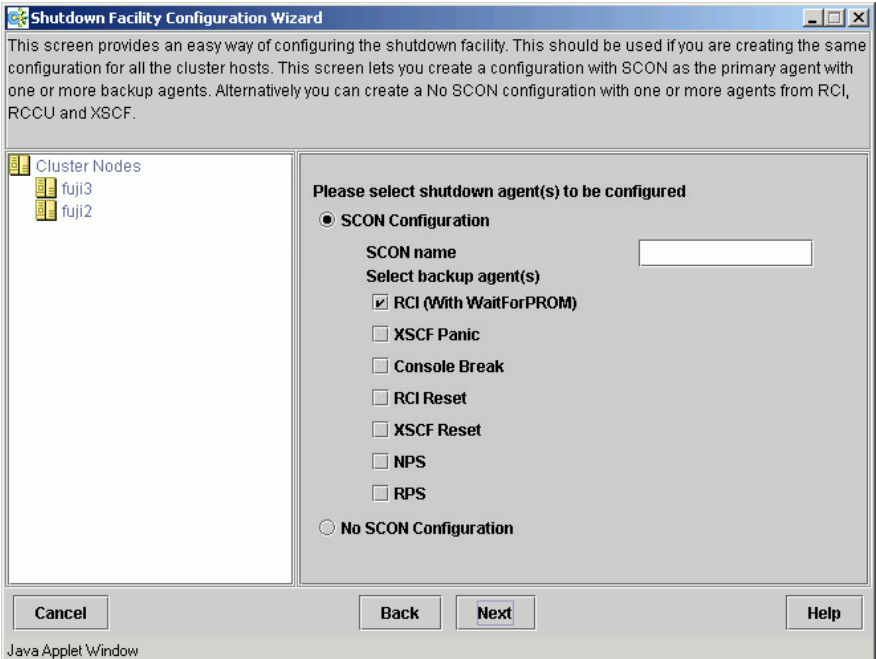 Shutdown Facility Configuration Wizard
This screen provides an easy way of configuring the shutdown facility. This should be used if you are creating the same
configuration for all the cluster hosts. This screen lets you create a configuration with SCON as the primary agent with
one or more backup agents. Alternatively you can create a No SCON configuration with one or more agents from RCI,
RCCU and XSCF.
Cluster Nodes
fuji3
fuji2
Please select shutdown agent(s) to be configured
SCON Configuration
SCON name
Select backup agent(s)
RCI (With WaitForPROM)
XSCF Panic
Console Break
RCI Reset
XSCF Reset
NPS
RPS
No SCON Configuration
Cancel
Back
Next
Help
Java Applet Window